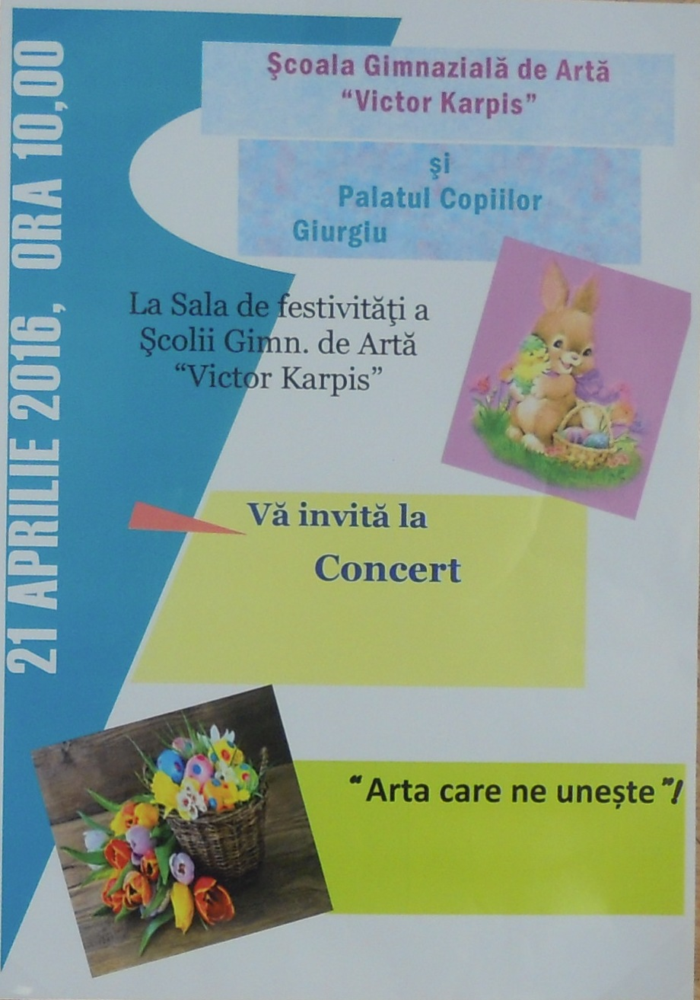 21 APRILIE 2016, ORA 10,00
Şcoala Gimnazială de Artă
“Victor Karpis”
şi
Palatul Copiilor
Giurgiu
La Sala de festivităţi a
Şcolii Gimn. de Artă
“Victor Karpis”
Vă invită la
Concert
“Arta care ne unește”!